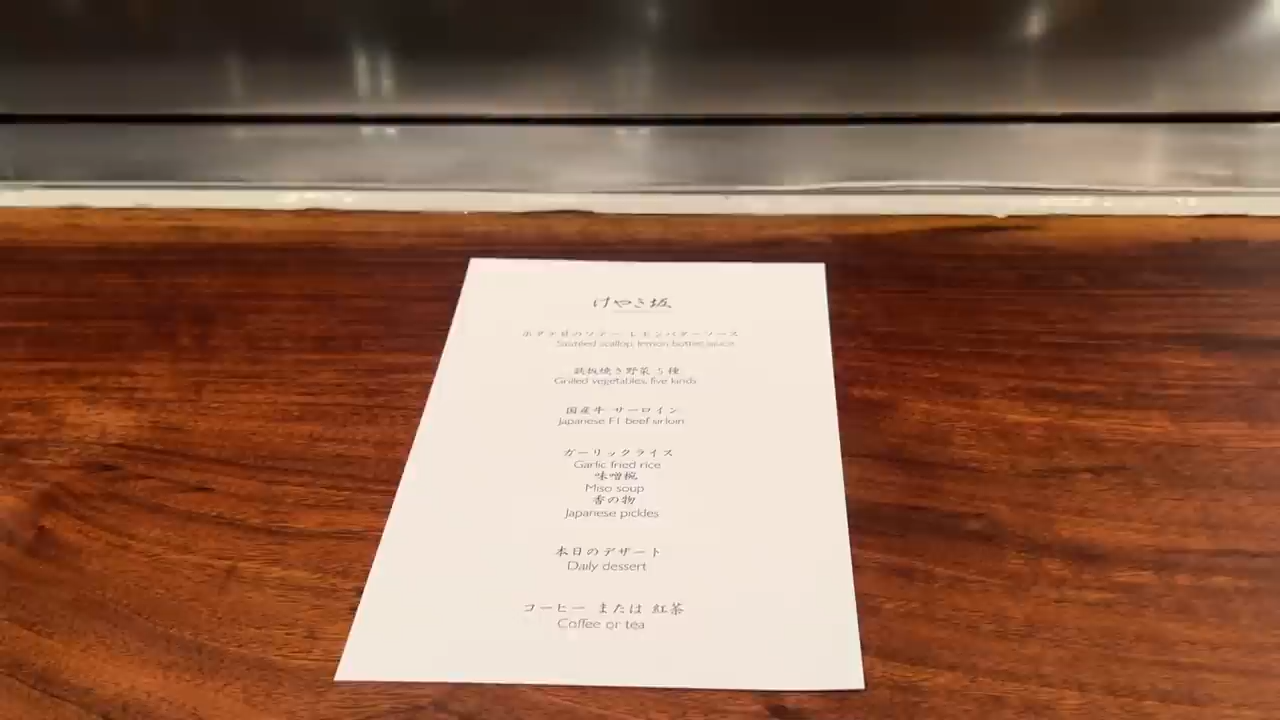 けやき坂
ホタテ貝のソテー レモンバターソース
Sautéed scallop, lemon butter sauce
鉄板焼き野菜 5種
Grilled vegetables, five kinds
国産牛 サーロイン
Japanese F1 beef sirloin
ガーリックライス
Garlic fried rice
味噌椀
Miso soup
香の物
Japanese pickles
本日のデザート
Daily dessert
コーヒー または 紅茶
Coffee or tea